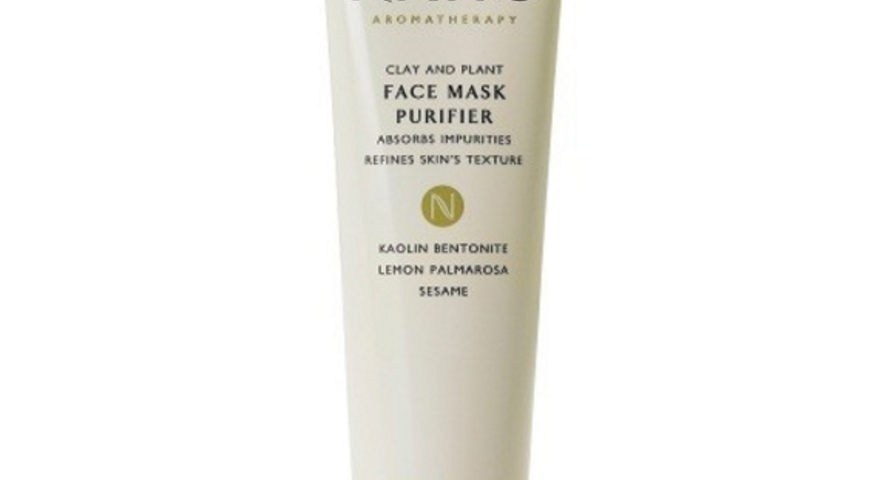 AROMATHERAPY
CLAY AND PLANT
FACE MASK
PURIFIER
ABSORBS IMPURITIES
REFINES SKIN'S TEXTURE
N
KAOLIN BENTONITE
LEMON PALMAROSA
SESAME